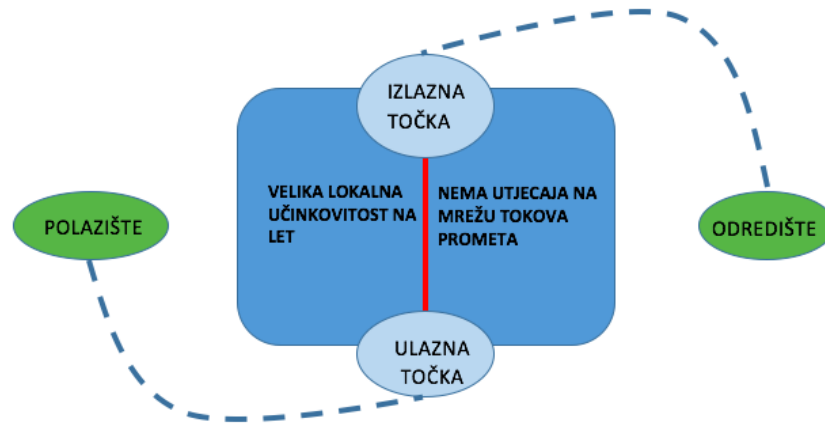 IZLAZNA
TOČKA
VELIKA LOKALNA
UČINKOVITOST NA
LET
NEMA UTJECAJA NA
MREŽU TOKOVA
PROMETA
POLAZIŠTE
ODREDIŠTE
ULAZNA
TOČKA